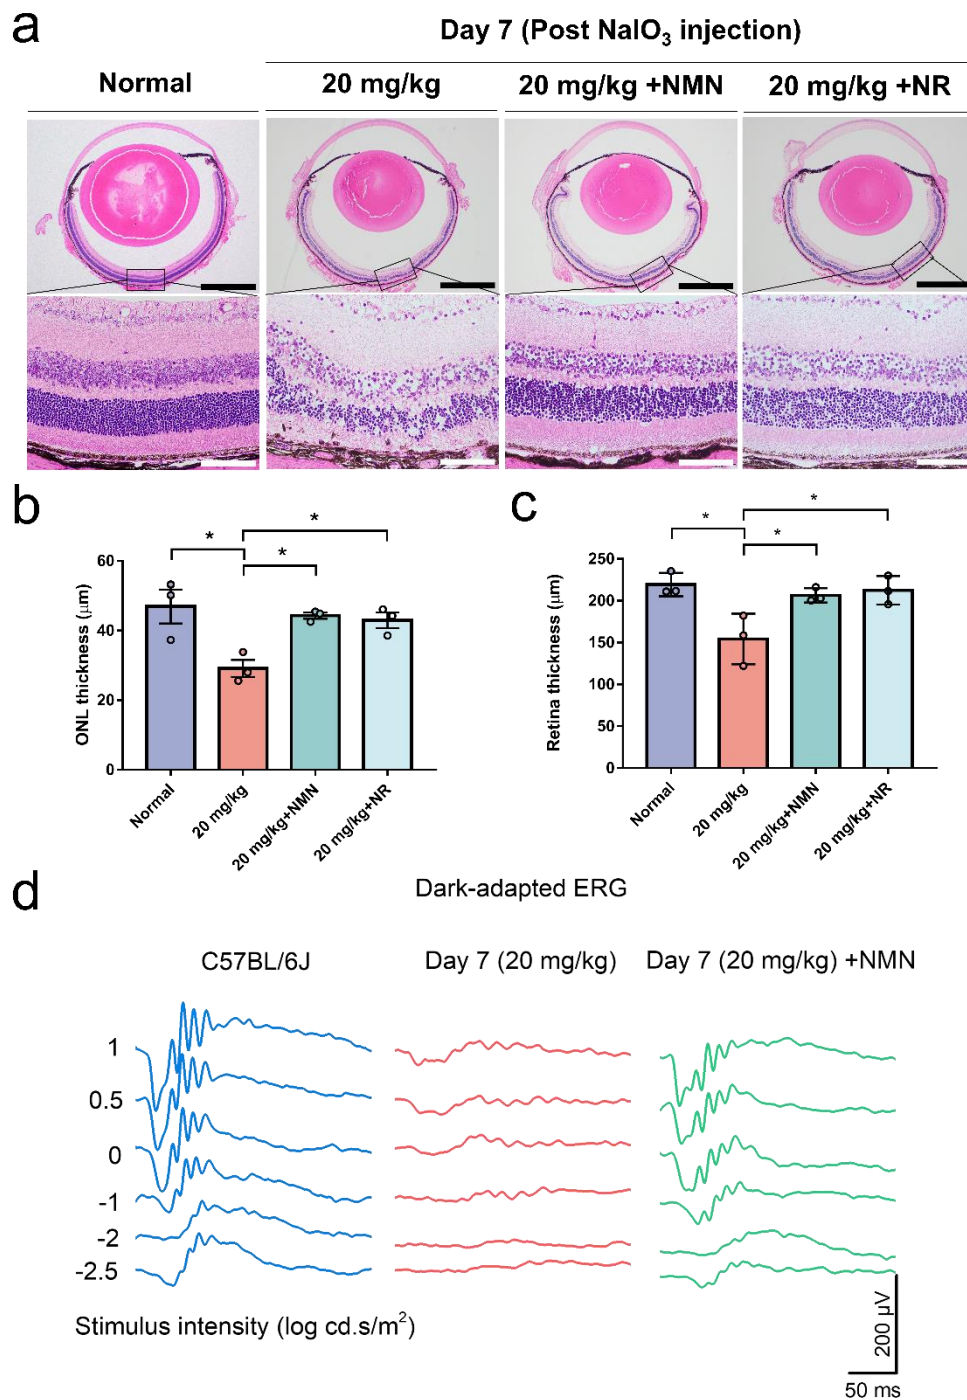 a
Day 7 (Post NaIO3 injection)
Normal
20 mg/kg
20 mg/kg +NMN
20 mg/kg +NR
b
*
*
*
60
40
20
0
ONL thickness (μm)
Normal
20 mg/kg
20 mg/kg+NMN
20 mg/kg+NR
c
*
*
*
250
200
150
100
50
0
Retina thickness (μm)
Normal
20 mg/kg
20 mg/kg+NMN
20 mg/kg+NR
d
Dark-adapted ERG
C57BL/6J
Day 7 (20 mg/kg)
Day 7 (20 mg/kg) +NMN
1
0.5
0
-1
-2
-2.5
Stimulus intensity (log cd.s/m2)
200 μV
50 ms